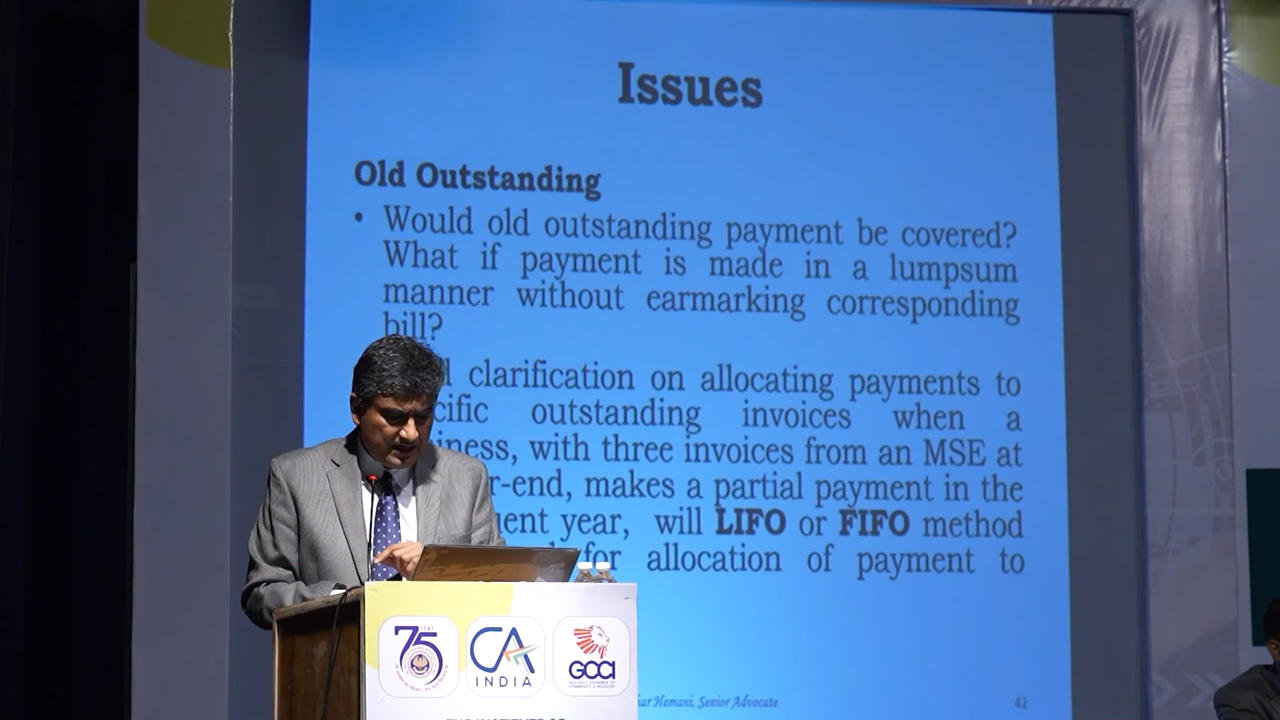 Issues
Old Outstanding
• Would old outstanding payment be covered?
What if payment is made in a lumpsum
manner without earmarking corresponding
bill?
clarification on allocating payments to
outstanding invoices when a
with three invoices from an MSE at
makes a partial payment in the
year, will LIFO or FIFO method
for allocation of payment to
Hemani, Senior Advocate
42
ICAI
75
CA
INDIA
GCCI